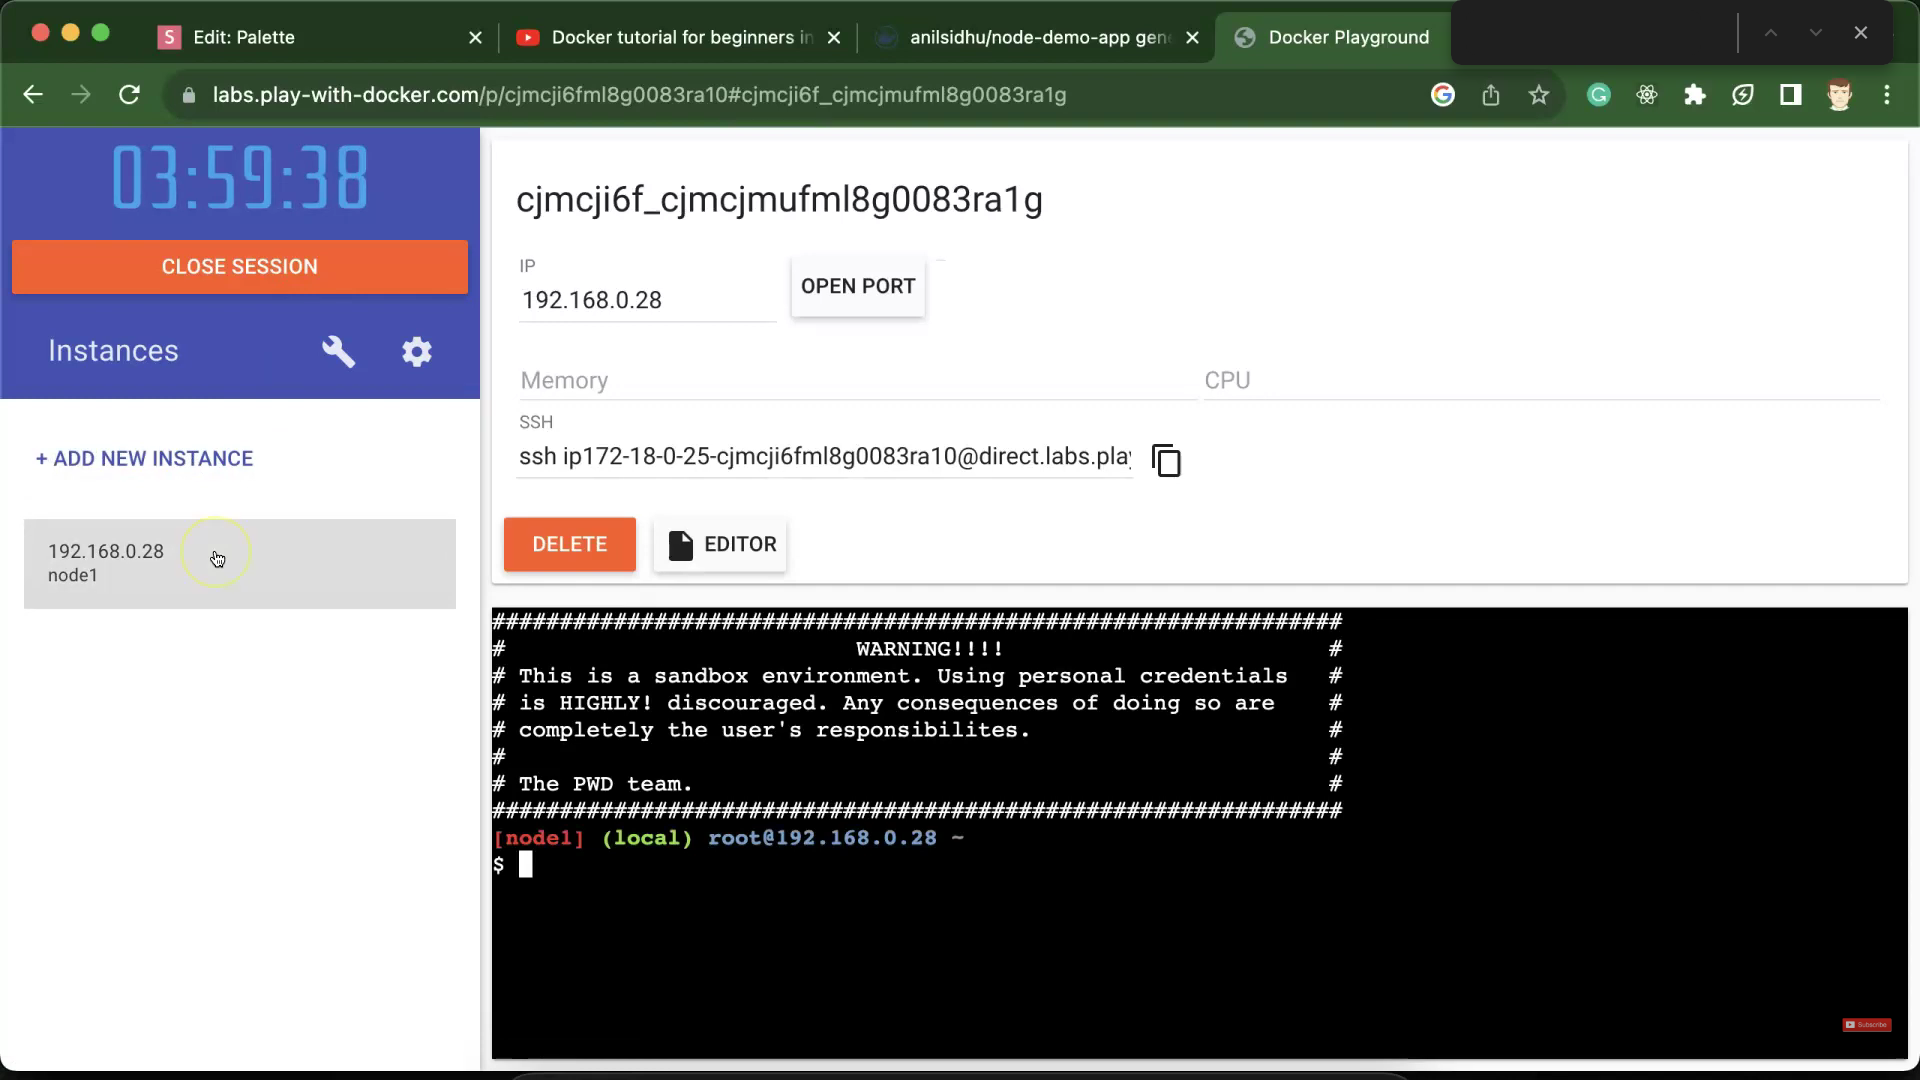 S Edit: Palette
Docker tutorial for beginners in
anilsidhu/node-demo-app gene
Docker Playground
labs.play-with-docker.com/p/cjmcji6fml8g0083ra10#cjmcji6f_cjmcjmufml8g0083ra1g
03:59:38
CLOSE SESSION
Instances
+ ADD NEW INSTANCE
192.168.0.28
node1
cjmcji6f_cjmcjmufml8g0083ra1g
IP
192.168.0.28
OPEN PORT
Memory
CPU
SSH
ssh ip172-18-0-25-cjmcji6fml8g0083ra10@direct.labs.play
DELETE
EDITOR
###############################################################
# WARNING!!!! #
# This is a sandbox environment. Using personal credentials #
# is HIGHLY! discouraged. Any consequences of doing so are #
# completely the user's responsibilites. #
# #
# The PWD team. #
###############################################################
[node1] (local) root@192.168.0.28 ~
$
Subscribe